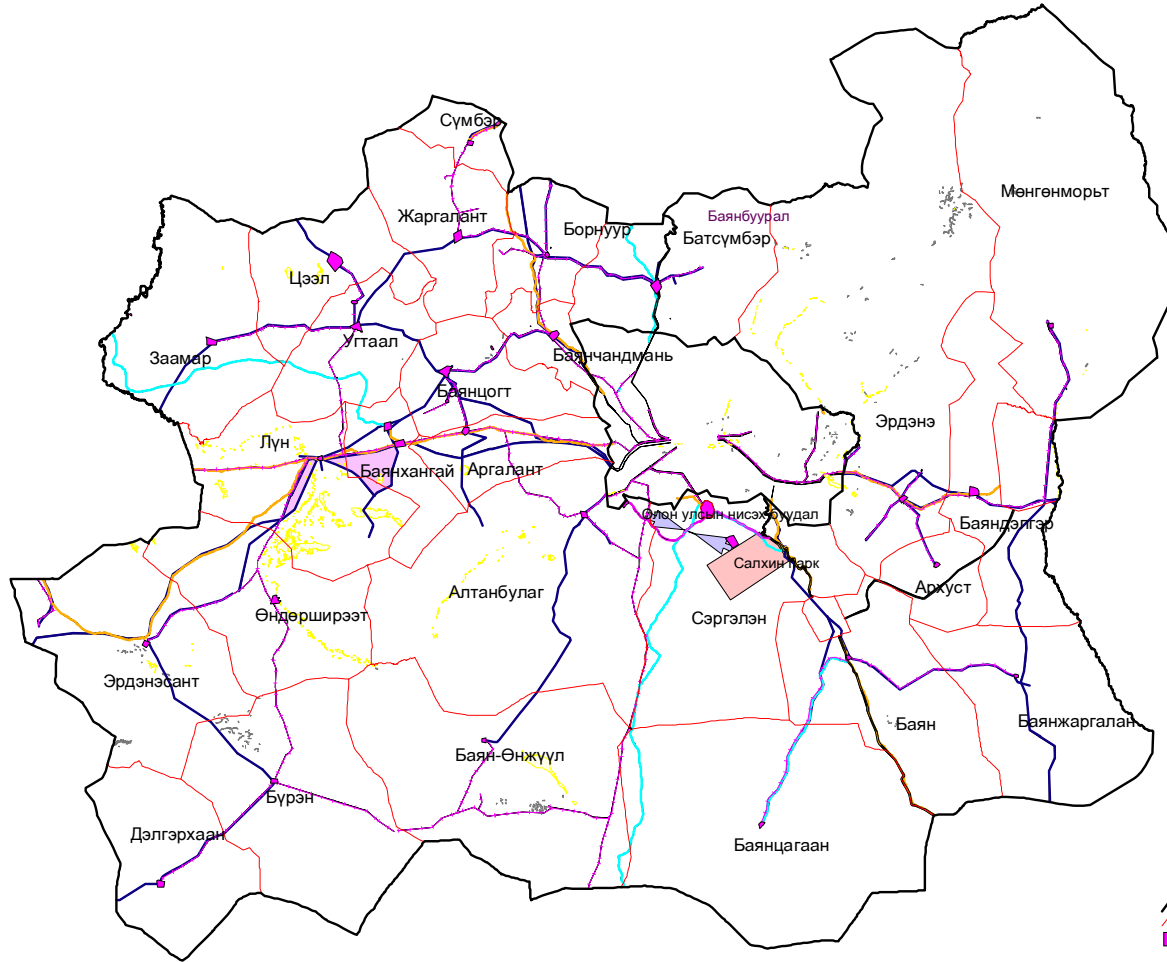 Сүмбэр
Мөнгөнморьт
Жаргалант
Борнуур
Баянбуурал
Батсүмбэр
Цээл
Угтаал
Заамар
Баянчандмань
Баянцогт
Лүн
Баянхангай
Аргалант
Эрдэнэ
Олон улсын нисэх буудал
Баяндэлгэр
Салхин парк
Архуст
Алтанбулаг
Өндөрширээт
Сэргэлэн
Эрдэнэсант
Баян
Баянжаргалан
Баян-Өнжүүл
Бүрэн
Дэлгэрхаан
Баянцагаан